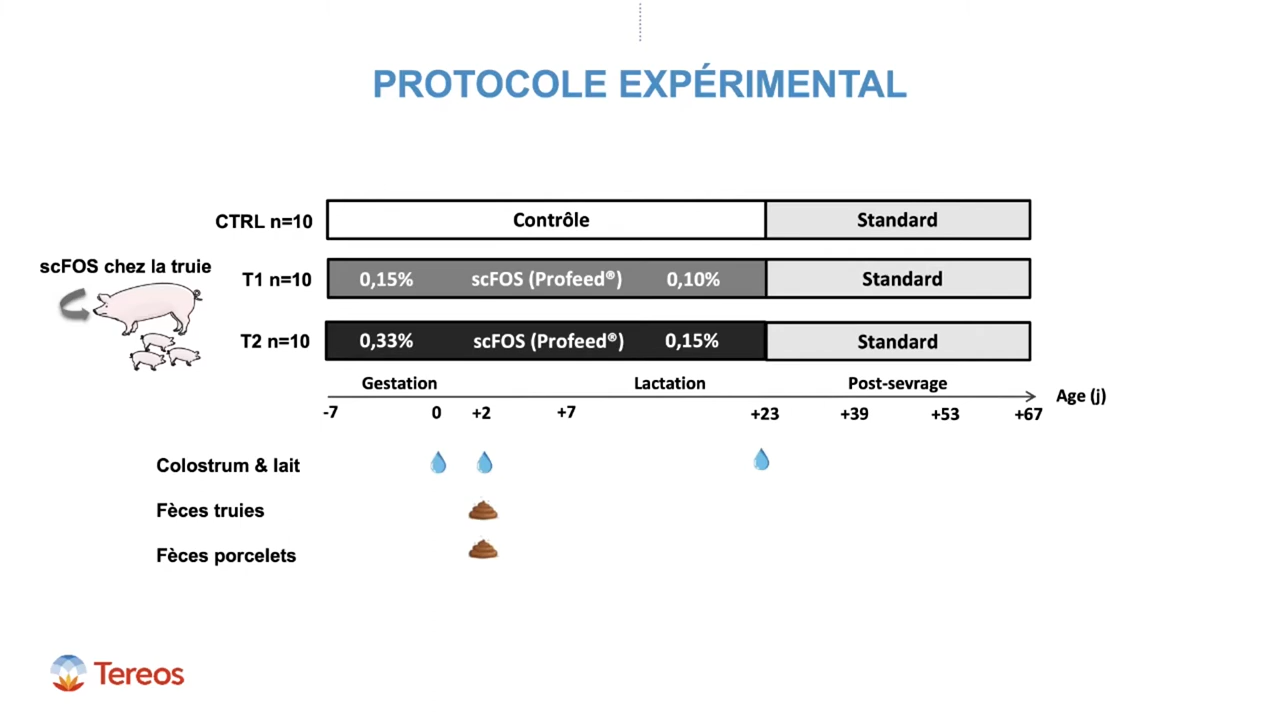 PROTOCOLE EXPÉRIMENTAL
CTRL n=10 Contrôle Standard
scFOS chez la truie
T1 n=10 0,15% scFOS (Profeed®) 0,10% Standard
T2 n=10 0,33% scFOS (Profeed®) 0,15% Standard
Gestation Lactation Post-sevrage
Age (j)
-7 0 +2 +7 +23 +39 +53 +67
Colostrum & lait
Fèces truies
Fèces porcelets
Tereos